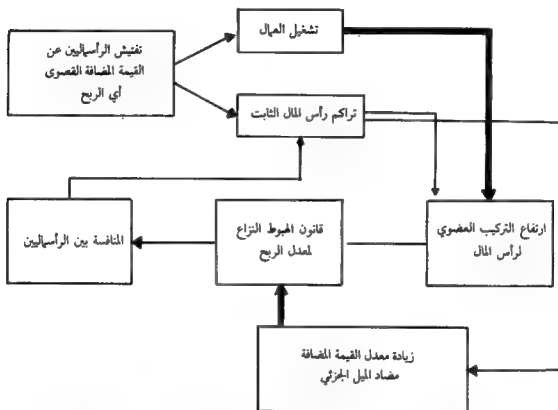 تفتيش الرأسماليين عن
القيمة المضافة القصوى
أي الربح
تشغيل العمال
تراكم رأس المال الثابت
ارتفاع التركيب العضوي
لرأس المال
قانون الهبوط النزاع
لمعدل الربح
المنافسة بين الرأسماليين
زيادة معدل القيمة المضافة
مضاد الميل الجزئي